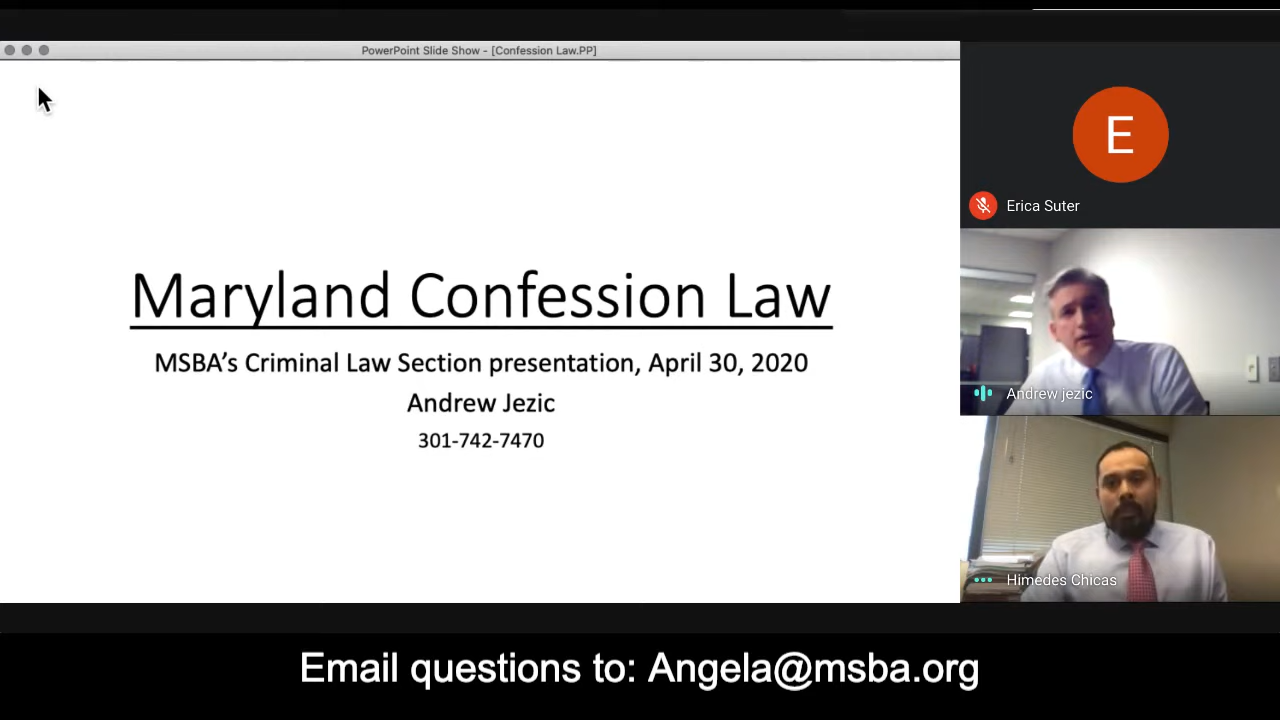 PowerPoint Slide Show - [Confession Law.PP]
Maryland Confession Law
MSBA's Criminal Law Section presentation, April 30, 2020
Andrew Jezic
301-742-7470
E
Erica Suter
Andrew jezic
Himedes Chicas
Email questions to: Angela@msba.org